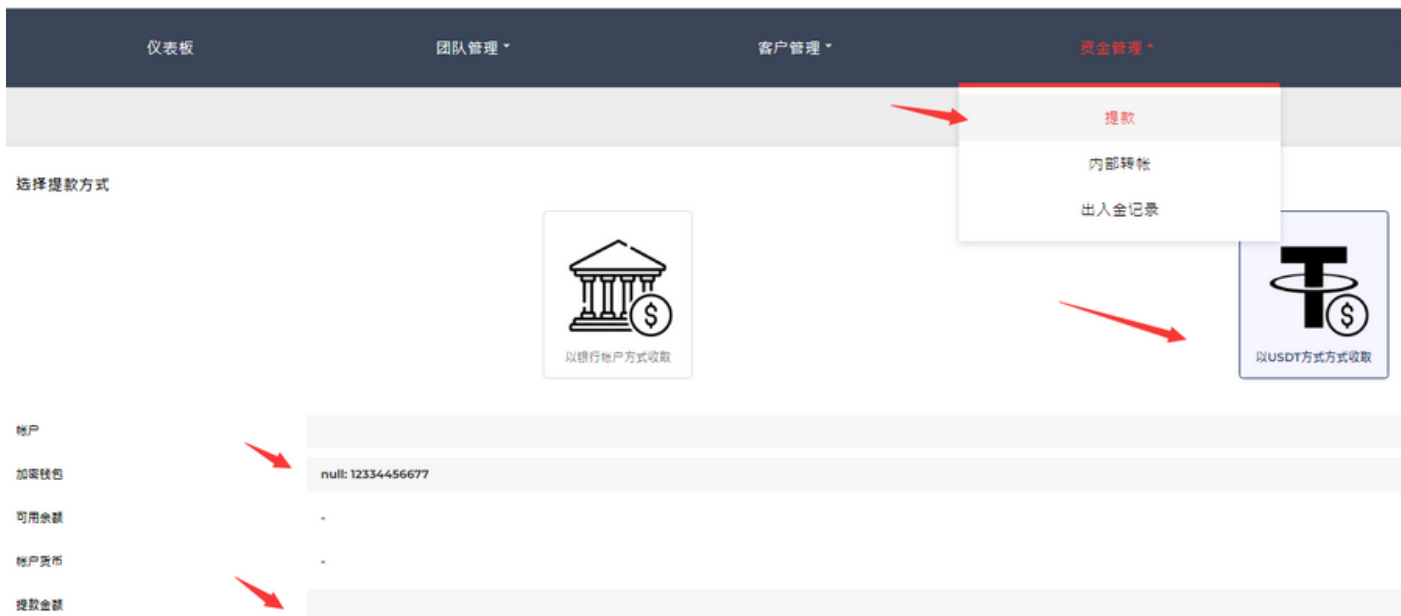 仪表板 团队管理 客户管理 资金管理
提款
内部转帐
出入金记录
选择提款方式
以银行帐户方式收取
以USDT方式方式收取
帐户
加密钱包 null: 12334456677
可用余额 -
帐户货币 -
提款金额